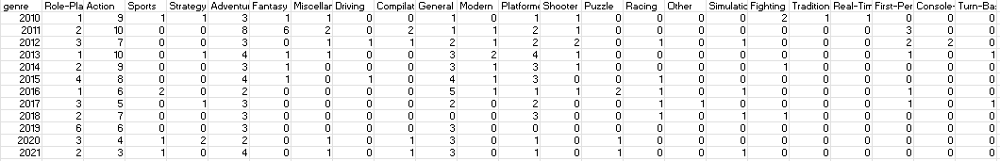 genre Role-Pla Action Sports Strategy Adventu Fantasy Miscellar Driving Compilat General Modern Platforme Shooter Puzzle Racing Other Simulatic Fighting Tradition Real-Tim First-Per Console- Turn-Ba
2010 1 9 1 1 3 1 1 0 0 1 0 1 1 0 0 0 0 2 1 1 0 0 0
2011 2 10 0 0 8 6 2 0 2 1 1 2 1 0 0 0 0 0 0 0 3 0 0
2012 3 7 0 0 3 0 1 1 1 2 1 2 2 0 1 0 1 0 0 0 2 2 0
2013 1 10 0 1 4 1 1 0 0 3 2 4 1 0 0 0 0 0 0 0 1 0 1
2014 2 9 0 0 3 1 0 0 0 3 1 3 1 0 0 0 0 1 0 0 0 0 0
2015 4 8 0 0 4 1 0 1 0 4 1 3 0 0 1 0 0 0 0 0 0 0 0
2016 1 6 2 0 2 0 0 0 0 5 1 1 1 2 0 0 1 0 0 0 1 0 0
2017 3 5 0 1 3 0 0 0 0 2 0 2 0 0 1 1 0 0 0 0 1 0 1
2018 2 7 0 0 3 0 0 0 0 0 0 3 0 0 1 0 1 1 0 0 0 0 0
2019 6 6 0 0 3 0 0 0 0 3 0 0 0 0 0 0 0 0 0 0 0 0 0
2020 3 4 1 2 2 0 1 0 1 3 0 1 0 1 0 0 0 0 0 0 0 0 0
2021 2 3 1 0 4 0 1 0 1 3 0 1 0 1 0 0 1 0 0 0 0 0 0